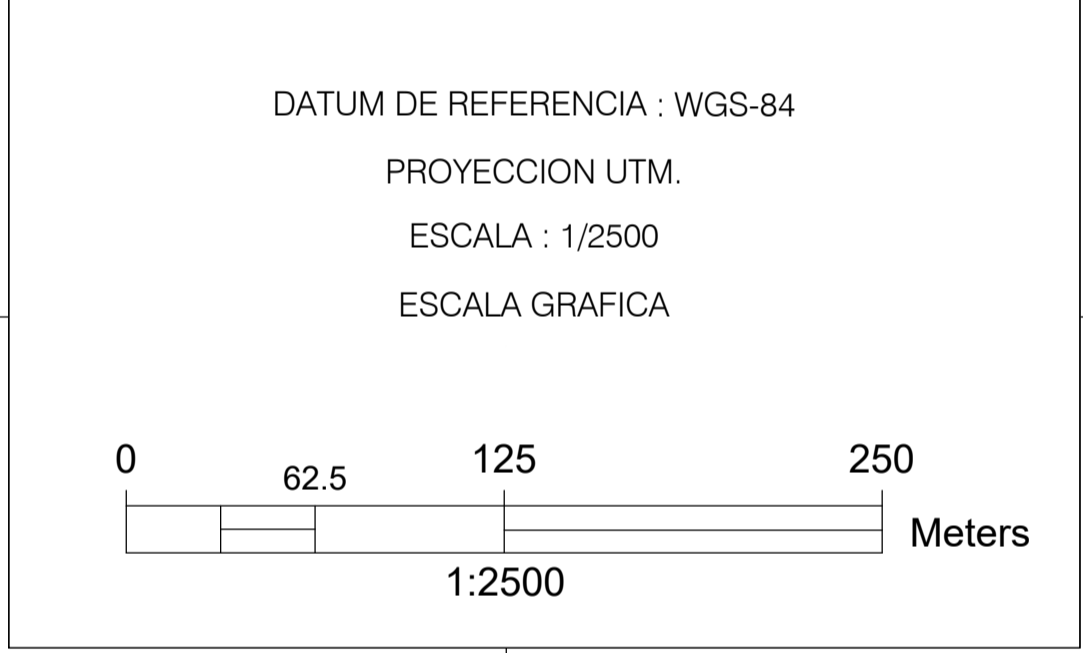 DATUM DE REFERENCIA : WGS-84
PROYECCION UTM.
ESCALA : 1/2500
ESCALA GRAFICA
0 62.5 125 250
Meters
1:2500